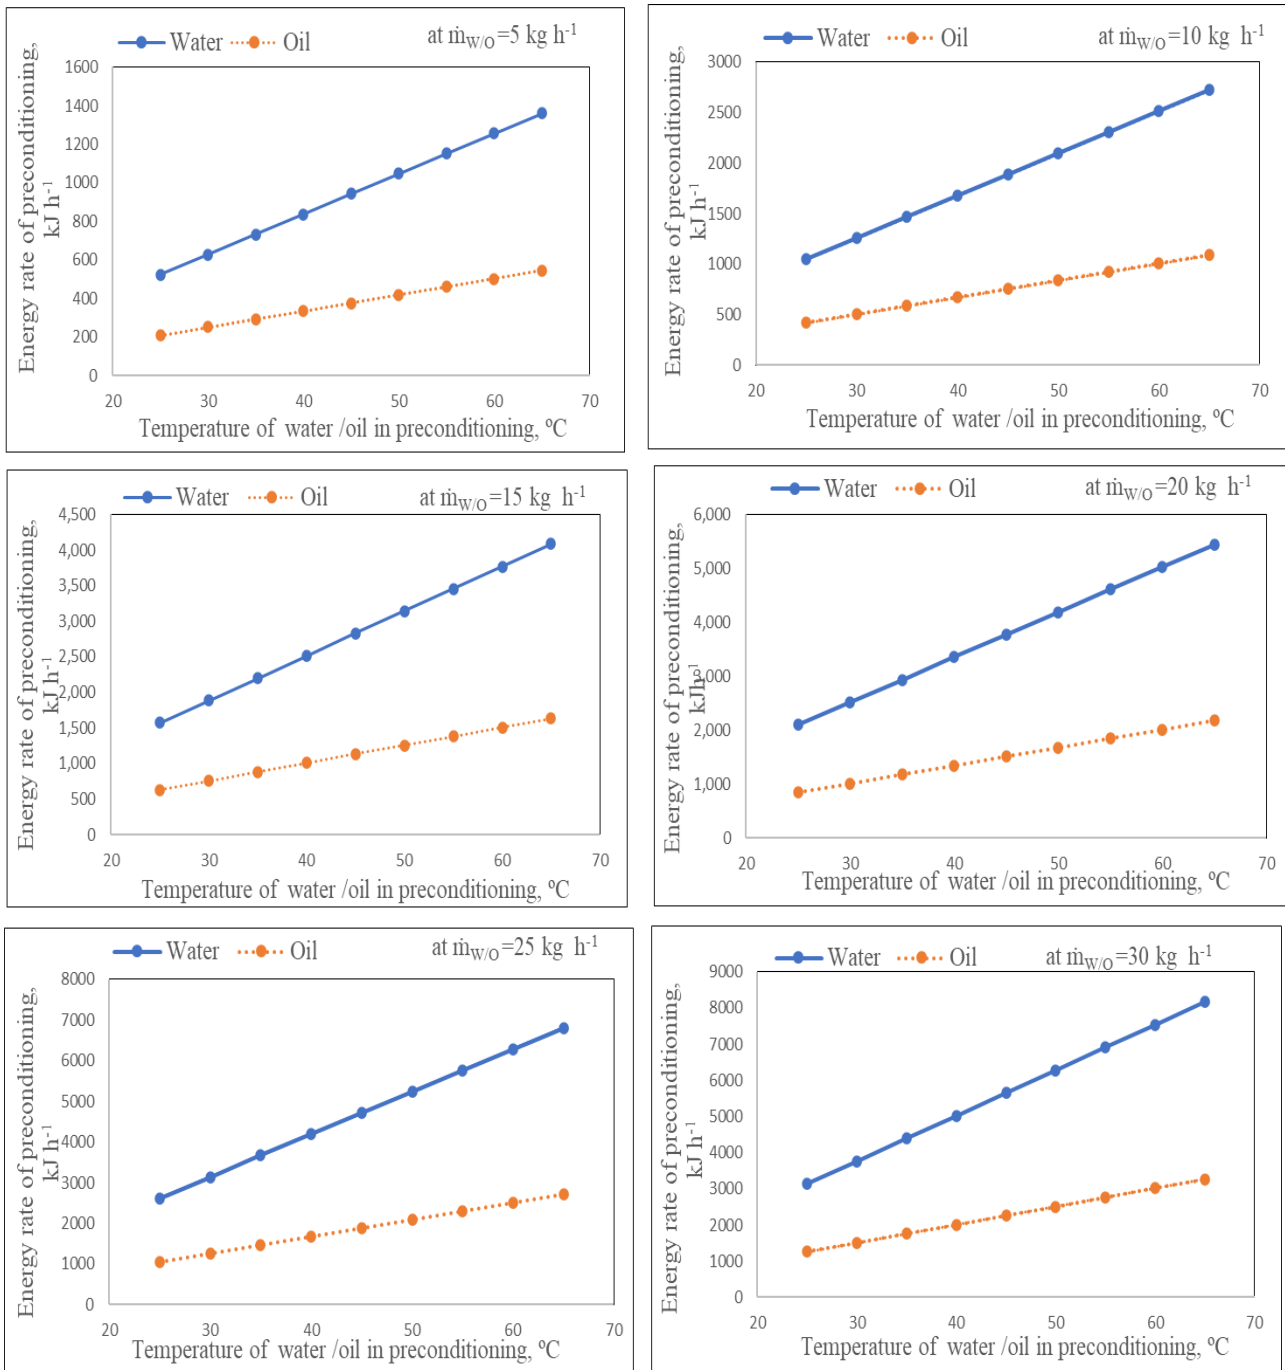 Water Oil at ṁW/O=5 kg h-1
Energy rate of preconditioning,
kJ h-1
1600
1400
1200
1000
800
600
400
200
0
20 30 40 50 60 70
Temperature of water /oil in preconditioning, ºC
Water Oil at ṁW/O=10 kg h-1
Energy rate of preconditioning,
kJ h-1
3000
2500
2000
1500
1000
500
0
20 30 40 50 60 70
Temperature of water /oil in preconditioning, ºC
Water Oil at ṁW/O=15 kg h-1
Energy rate of preconditioning,
kJ h-1
4,500
4,000
3,500
3,000
2,500
2,000
1,500
1,000
500
0
20 30 40 50 60 70
Temperature of water /oil in preconditioning, ºC
Water Oil at ṁW/O=20 kg h-1
Energy rate of preconditioning,
kJh1
6,000
5,000
4,000
3,000
2,000
1,000
0
20 30 40 50 60 70
Temperature of water /oil in preconditioning, ºC
Water Oil at ṁW/O=25 kg h-1
Energy rate of preconditioning,
kJ h-1
8000
7000
6000
5000
4000
3000
2000
1000
0
20 30 40 50 60 70
Temperature of water /oil in preconditioning, ºC
Water Oil at ṁW/O=30 kg h-1
Energy rate of preconditioning,
kJ h-1
9000
8000
7000
6000
5000
4000
3000
2000
1000
0
20 30 40 50 60 70
Temperature of water /oil in preconditioning, ºC